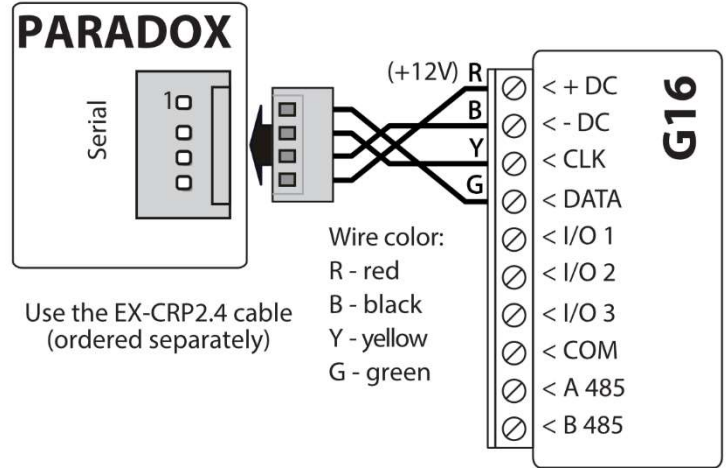 PARADOX
Serial
1
Use the EX-CRP2.4 cable
(ordered separately)
Wire color:
R - red
B - black
Y - yellow
G - green
(+12V) R
B
Y
G
< + DC
< - DC
< CLK
< DATA
< I/O 1
< I/O 2
< I/O 3
< COM
< A 485
< B 485
G16